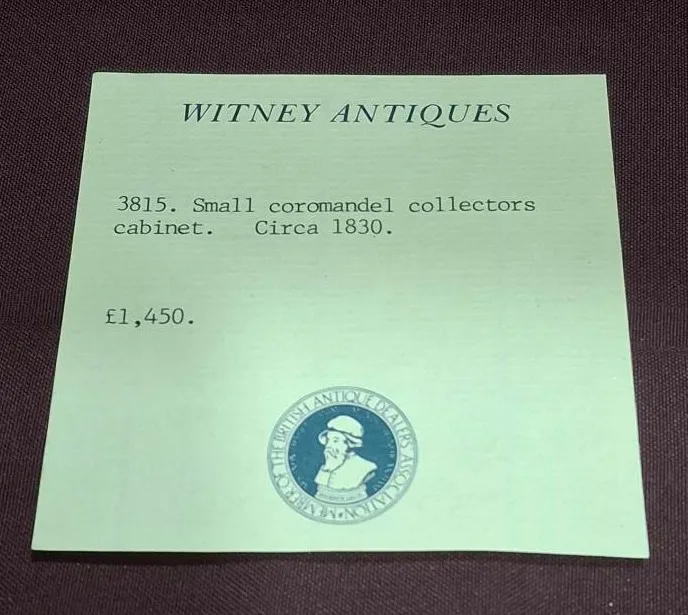 WITNEY ANTIQUES
3815. Small coromandel collectors
cabinet. Circa 1830.
£1,450.
MEMBER OF THE BRITISH ANTIQUE DEALERS ASSOCIATION